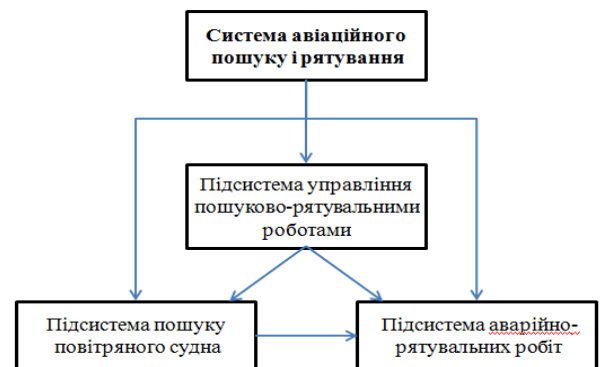 Система авіаційного
пошуку і рятування
Підсистема управління
пошуково-рятувальними
роботами
Підсистема пошуку
повітряного судна
Підсистема аварійно-
рятувальних робіт